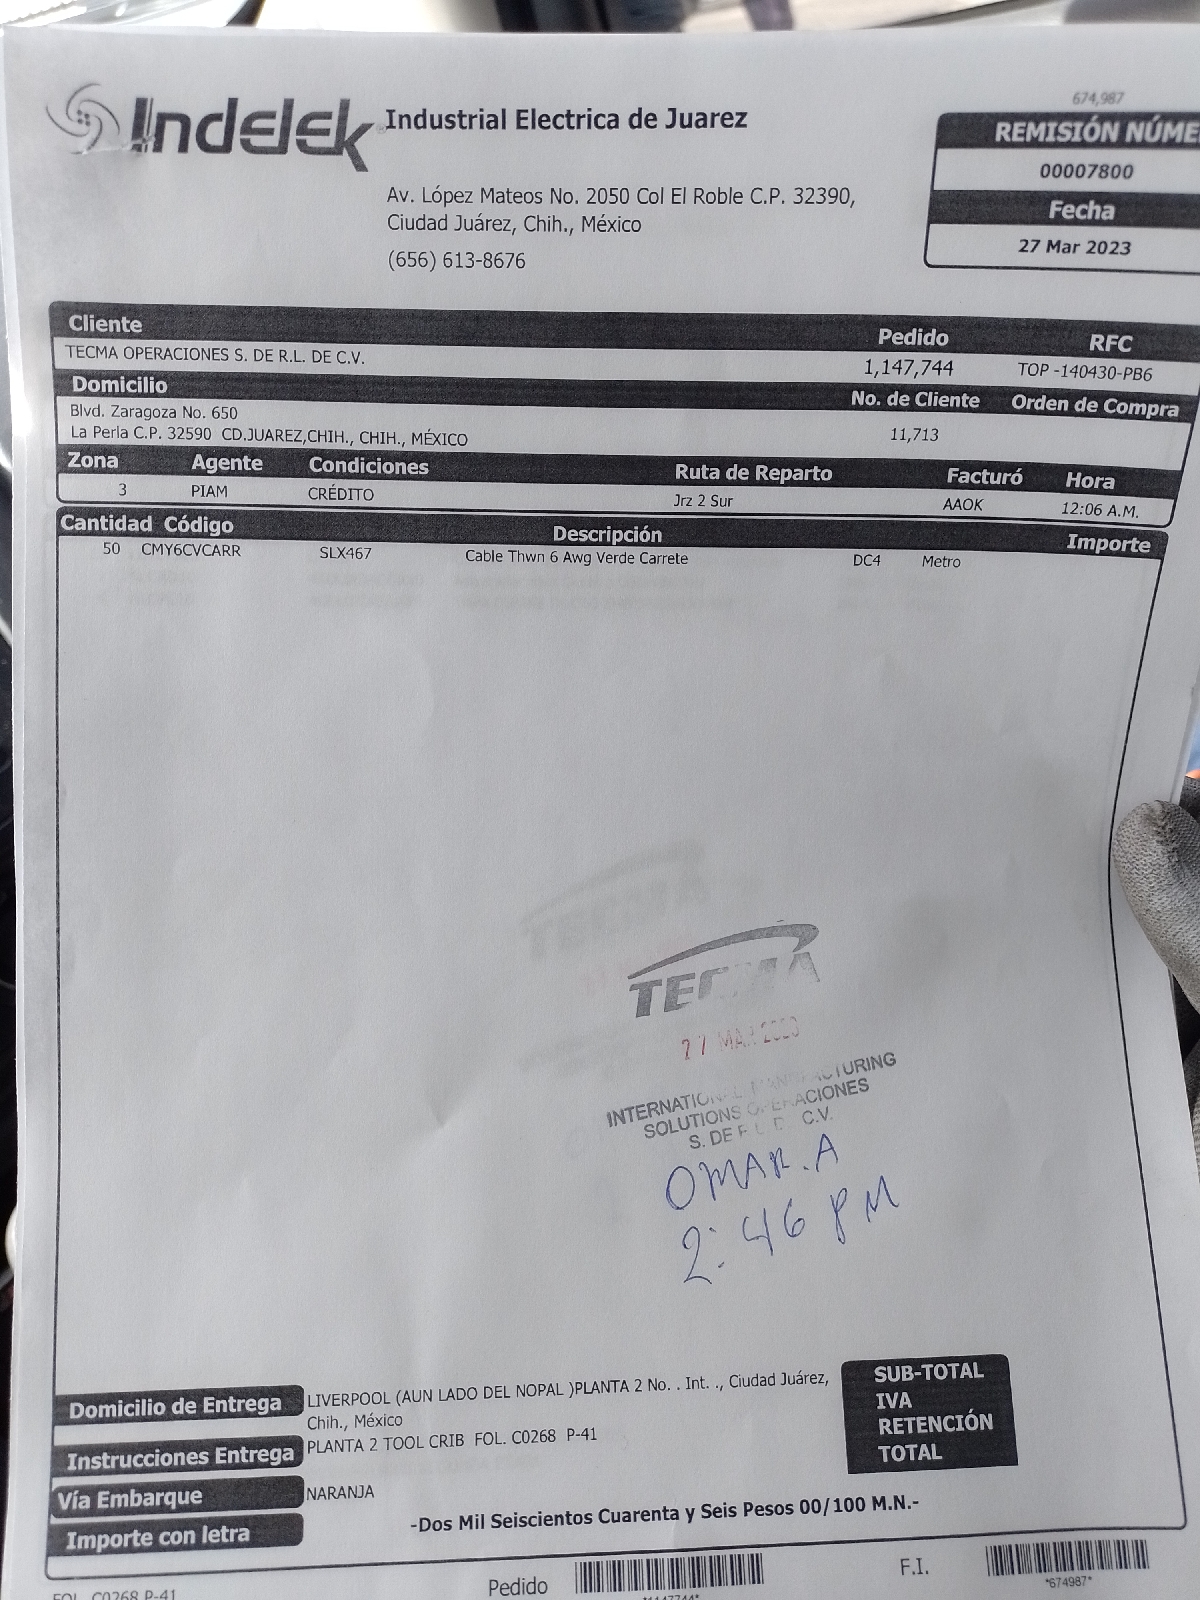 674,987
Indelek Industrial Electrica de Juarez
REMISIÓN NÚME
00007800
Fecha
27 Mar 2023
Av. López Mateos No. 2050 Col El Roble C.P. 32390,
Ciudad Juárez, Chih., México
(656) 613-8676
Cliente Pedido RFC
TECMA OPERACIONES S. DE R.L. DE C.V. 1,147,744 TOP -140430-PB6
Domicilio No. de Cliente Orden de Compra
Blvd. Zaragoza No. 650
La Perla C.P. 32590 CD.JUAREZ,CHIH., CHIH., MÉXICO 11,713
Zona Agente Condiciones Ruta de Reparto Facturó Hora
3 PIAM CRÉDITO Jrz 2 Sur AAOK 12:06 A.M.
Cantidad Código Descripción Importe
50 CMY6CVCARR SLX467 Cable Thwn 6 Awg Verde Carrete DC4 Metro
TECMA
INTERNATIONAL MANUFACTURING
SOLUTIONS OPERACIONES
S. DE R L D C.V.
OMAR.A
2:46 PM
Domicilio de Entrega LIVERPOOL (AUN LADO DEL NOPAL )PLANTA 2 No. . Int. ., Ciudad Juárez,
Chih., México
Instrucciones Entrega PLANTA 2 TOOL CRIB FOL. C0268 P-41
Vía Embarque NARANJA
Importe con letra -Dos Mil Seiscientos Cuarenta y Seis Pesos 00/100 M.N.-
SUB-TOTAL
IVA
RETENCIÓN
TOTAL
FOL. C0268 P-41
Pedido
F.I.
*674987*